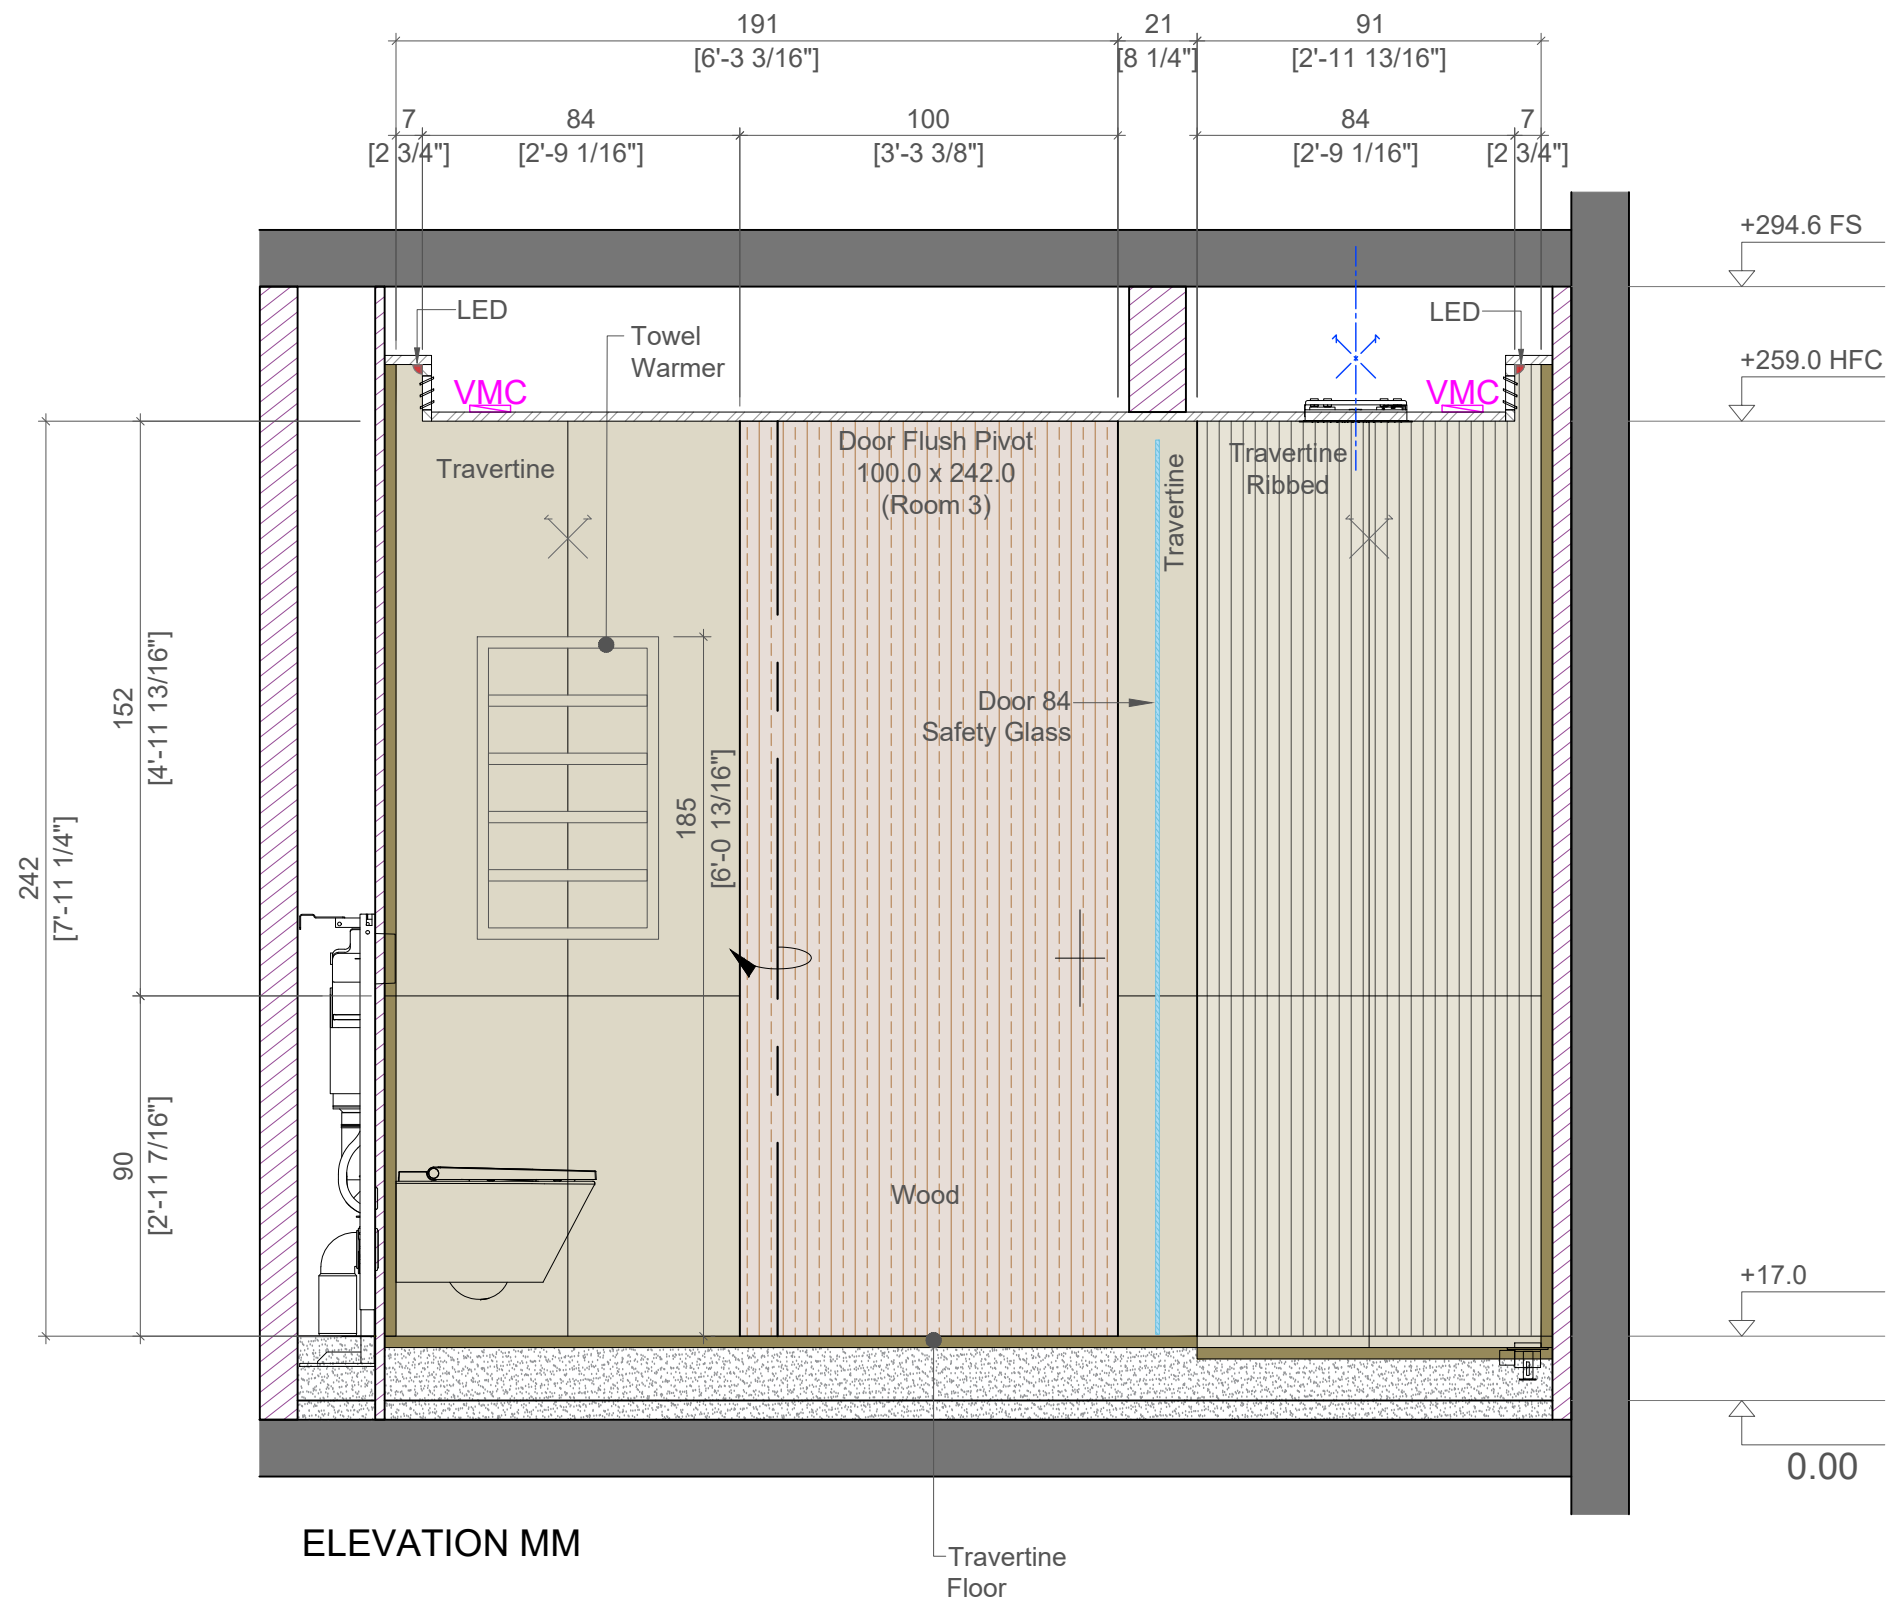 191
[6'-3 3/16"]
21
[8 1/4"]
91
[2'-11 13/16"]
7
[2 3/4"]
84
[2'-9 1/16"]
100
[3'-3 3/8"]
84
[2'-9 1/16"]
7
[2 3/4"]
+294.6 FS
LED
Towel
Warmer
LED
+259.0 HFC
VMC
VMC
Travertine
Door Flush Pivot
100.0 x 242.0
(Room 3)
Travertine
Travertine
Ribbed
152
[4'-11 13/16"]
Door 84
Safety Glass
185
[6'-0 13/16"]
242
[7'-11 1/4"]
90
[2'-11 7/16"]
Wood
+17.0
0.00
ELEVATION MM
Travertine
Floor